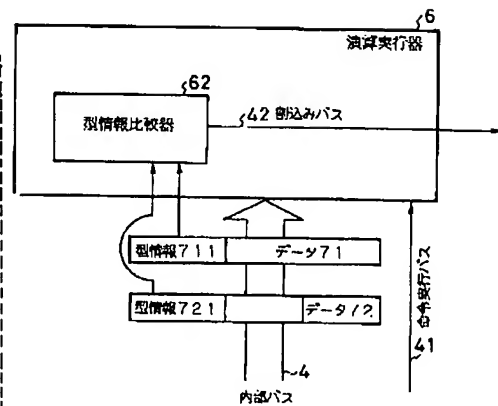 6
演算実行器
62
型情報比較器
42 割込みバス
型情報711
データ71
型情報721
データ72
命令実行バス
41
4
内部バス